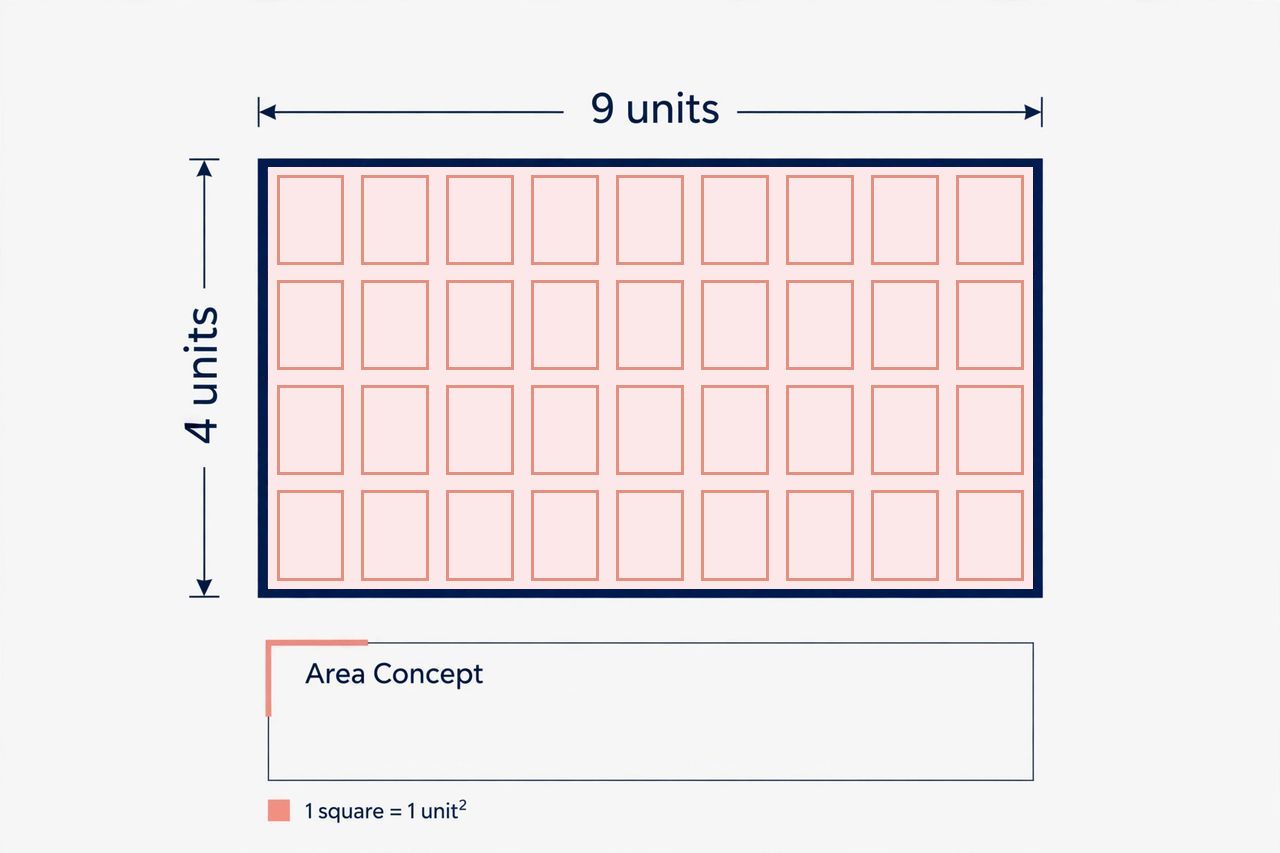 9 units
4 units
Area Concept
1 square = 1 unit²